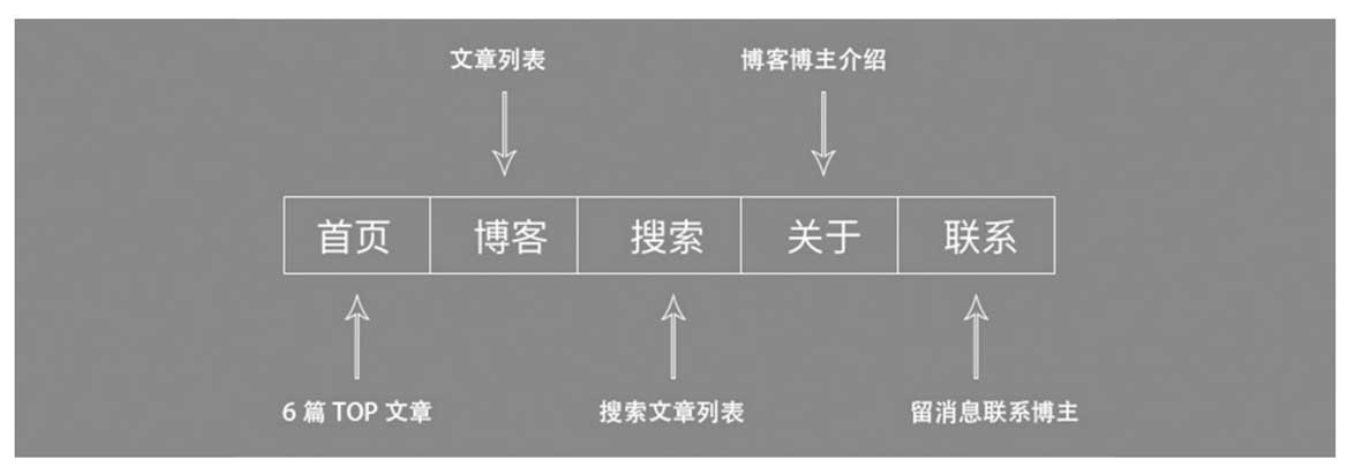 文章列表
博客博主介绍
首页
博客
搜索
关于
联系
6 篇 TOP 文章
搜索文章列表
留消息联系博主